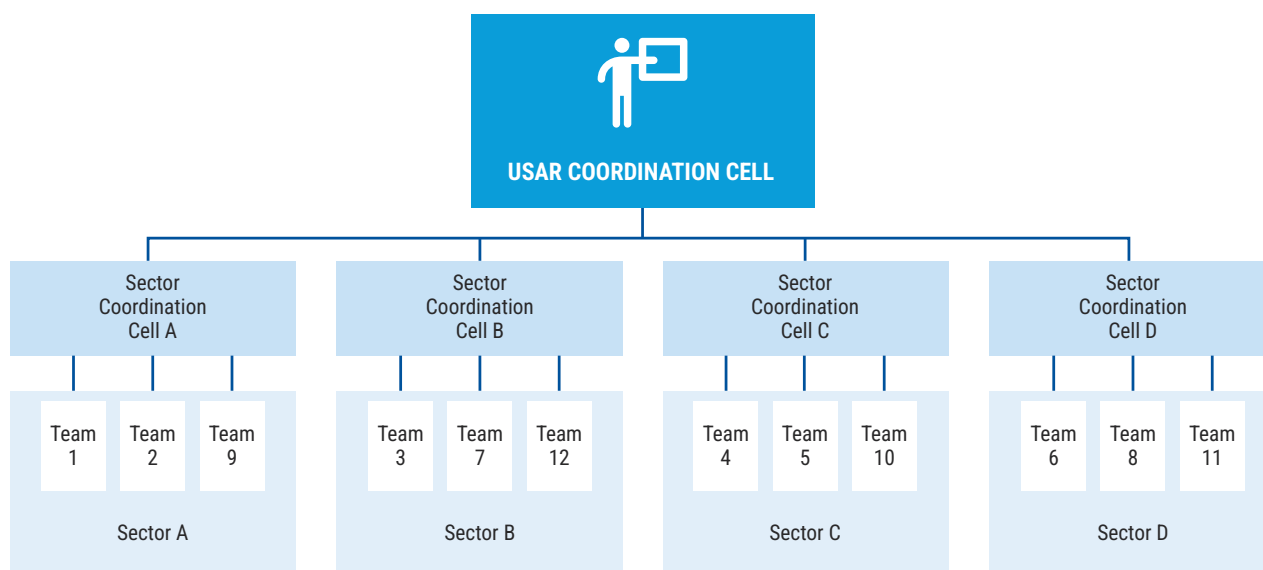 USAR COORDINATION CELL
Sector
Coordination
Cell A
Sector
Coordination
Cell B
Sector
Coordination
Cell C
Sector
Coordination
Cell D
Team
1
Team
2
Team
9
Team
3
Team
7
Team
12
Team
4
Team
5
Team
10
Team
6
Team
8
Team
11
Sector A
Sector B
Sector C
Sector D